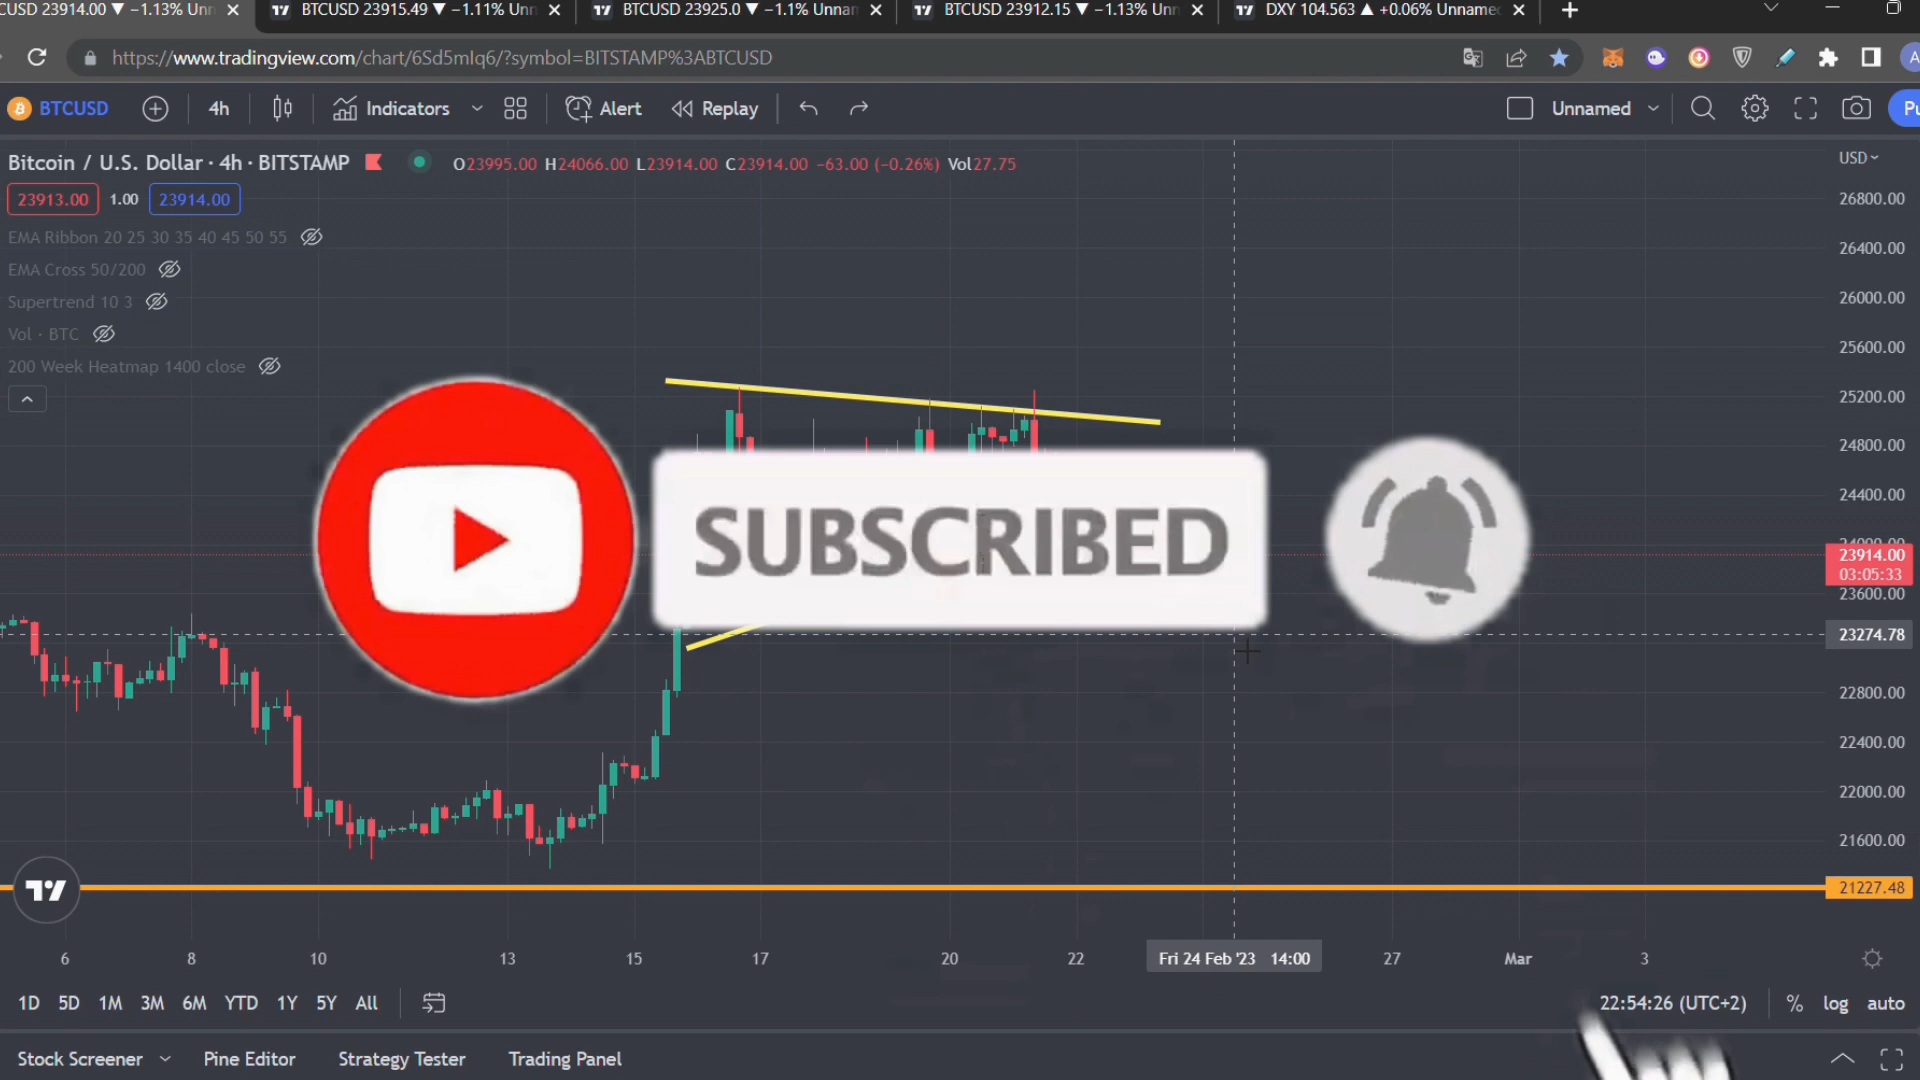 CUSD 23914.00 ▼ −1.13% Unn
BTCUSD 23915.49 ▼ −1.11% Unn
BTCUSD 23925.0 ▼ −1.1% Unnam
BTCUSD 23912.15 ▼ −1.13% Unn
DXY 104.563 ▲ +0.06% Unname
https://www.tradingview.com/chart/6Sd5mIq6/?symbol=BITSTAMP%3ABTCUSD
BTCUSD 4h Indicators Alert Replay Unnamed Pu
Bitcoin / U.S. Dollar · 4h · BITSTAMP O23995.00 H24066.00 L23914.00 C23914.00 −63.00 (−0.26%) Vol27.75 USD
23913.00 1.00 23914.00
EMA Ribbon 20 25 30 35 40 45 50 55
EMA Cross 50/200
Supertrend 10 3
Vol · BTC
200 Week Heatmap 1400 close
26800.00
26400.00
26000.00
25600.00
25200.00
24800.00
24400.00
24000.00
23914.00
03:05:33
23600.00
23274.78
22800.00
22400.00
22000.00
21600.00
21227.48
SUBSCRIBED
6 8 10 13 15 17 20 22 Fri 24 Feb '23 14:00 27 Mar 3
1D 5D 1M 3M 6M YTD 1Y 5Y All 22:54:26 (UTC+2) % log auto
Stock Screener Pine Editor Strategy Tester Trading Panel